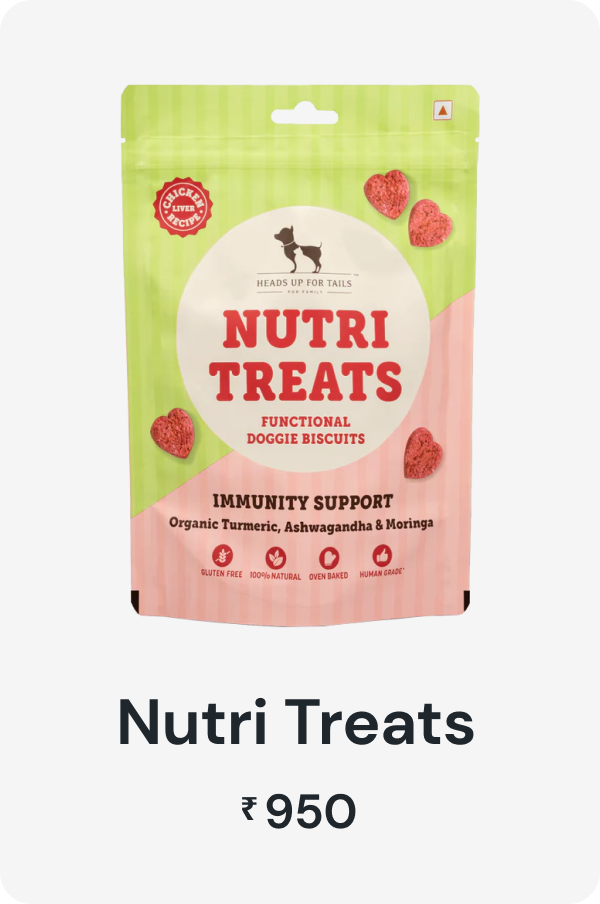 CHICKEN
LIVER
RECIPE
HEADS UP FOR TAILS™
FOR FAMILY
NUTRI
TREATS
FUNCTIONAL
DOGGIE BISCUITS
IMMUNITY SUPPORT
Organic Turmeric, Ashwagandha & Moringa
GLUTEN FREE 100% NATURAL OVEN BAKED HUMAN GRADE*
Nutri Treats
₹ 950